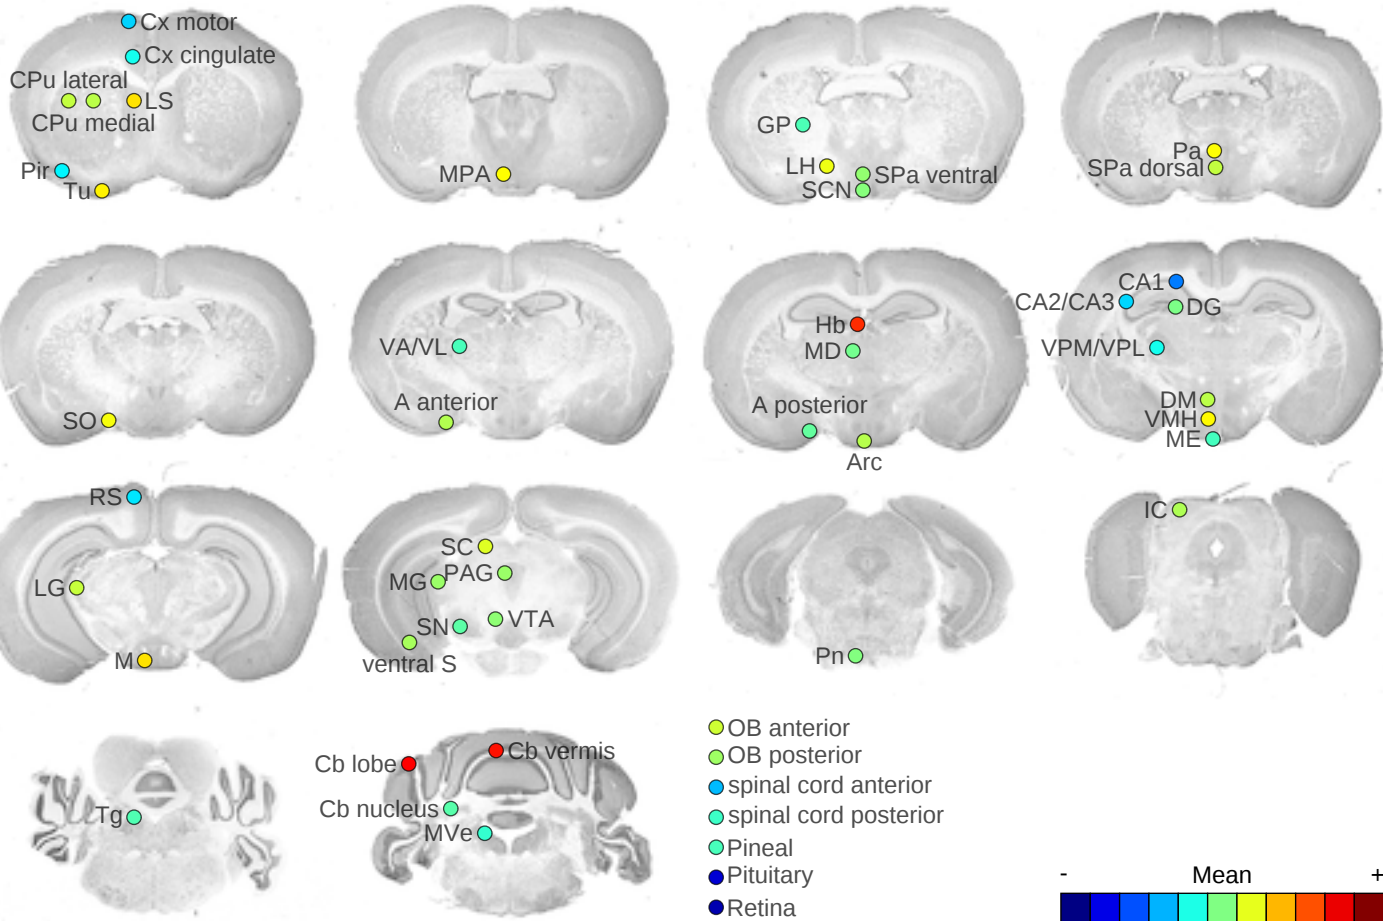 Cx motor
Cx cingulate
CPu lateral
LS
CPu medial
Pir
Tu
MPA
GP
LH
SPa ventral
SCN
Pa
SPa dorsal
SO
VA/VL
A anterior
Hb
MD
A posterior
Arc
CA1
CA2/CA3
DG
VPM/VPL
DM
VMH
ME
RS
LG
M
SC
PAG
MG
SN
VTA
ventral S
Pn
IC
Tg
Cb lobe
Cb vermis
Cb nucleus
MVe
OB anterior
OB posterior
spinal cord anterior
spinal cord posterior
Pineal
Pituitary
Retina
- Mean +